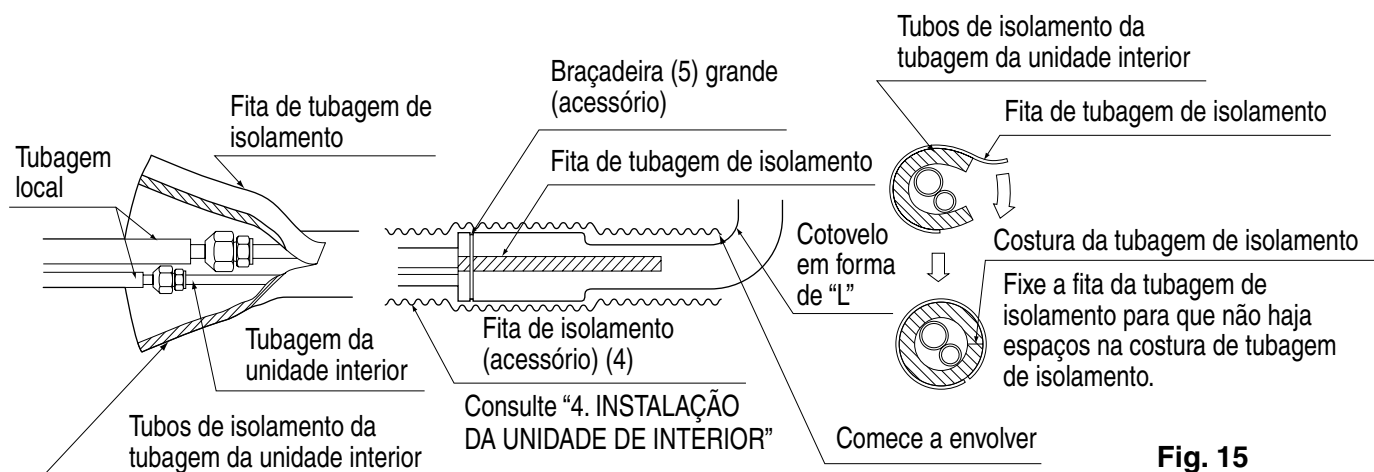 Tubos de isolamento da
tubagem da unidade interior
Braçadeira (5) grande
(acessório)
Fita de tubagem de
isolamento
Fita de tubagem de isolamento
Tubagem
local
Fita de tubagem de isolamento
Cotovelo
em forma
de “L”
Costura da tubagem de isolamento
Fixe a fita da tubagem de
isolamento para que não haja
espaços na costura de tubagem
de isolamento.
Tubagem da
unidade interior
Fita de isolamento
(acessório) (4)
Consulte “4. INSTALAÇÃO
DA UNIDADE DE INTERIOR”
Tubos de isolamento da
tubagem da unidade interior
Comece a envolver
Fig. 15